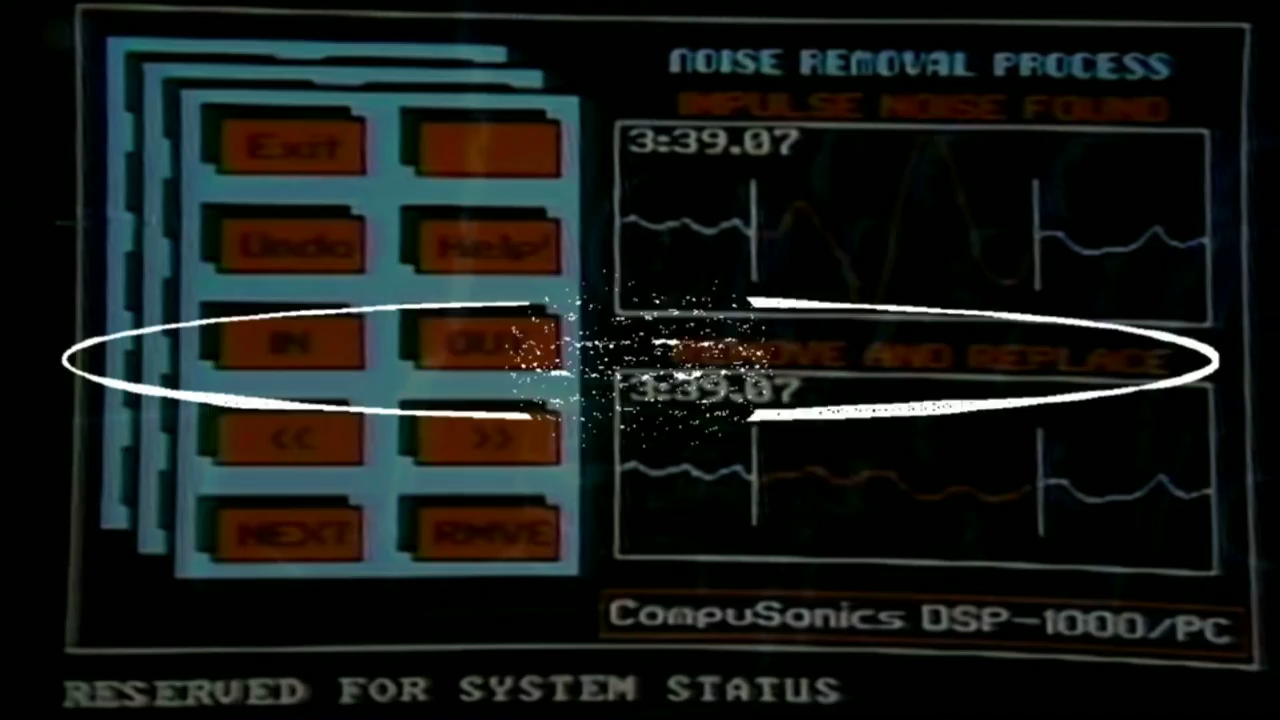 NOISE REMOVAL PROCESS
IMPULSE NOISE FOUND
3:39.07
Exit
Undo Help!
IN OUT
REMOVE AND REPLACE
3:39.07
<< >>
NEXT RMVE
CompuSonics DSP-1000/PC
RESERVED FOR SYSTEM STATUS